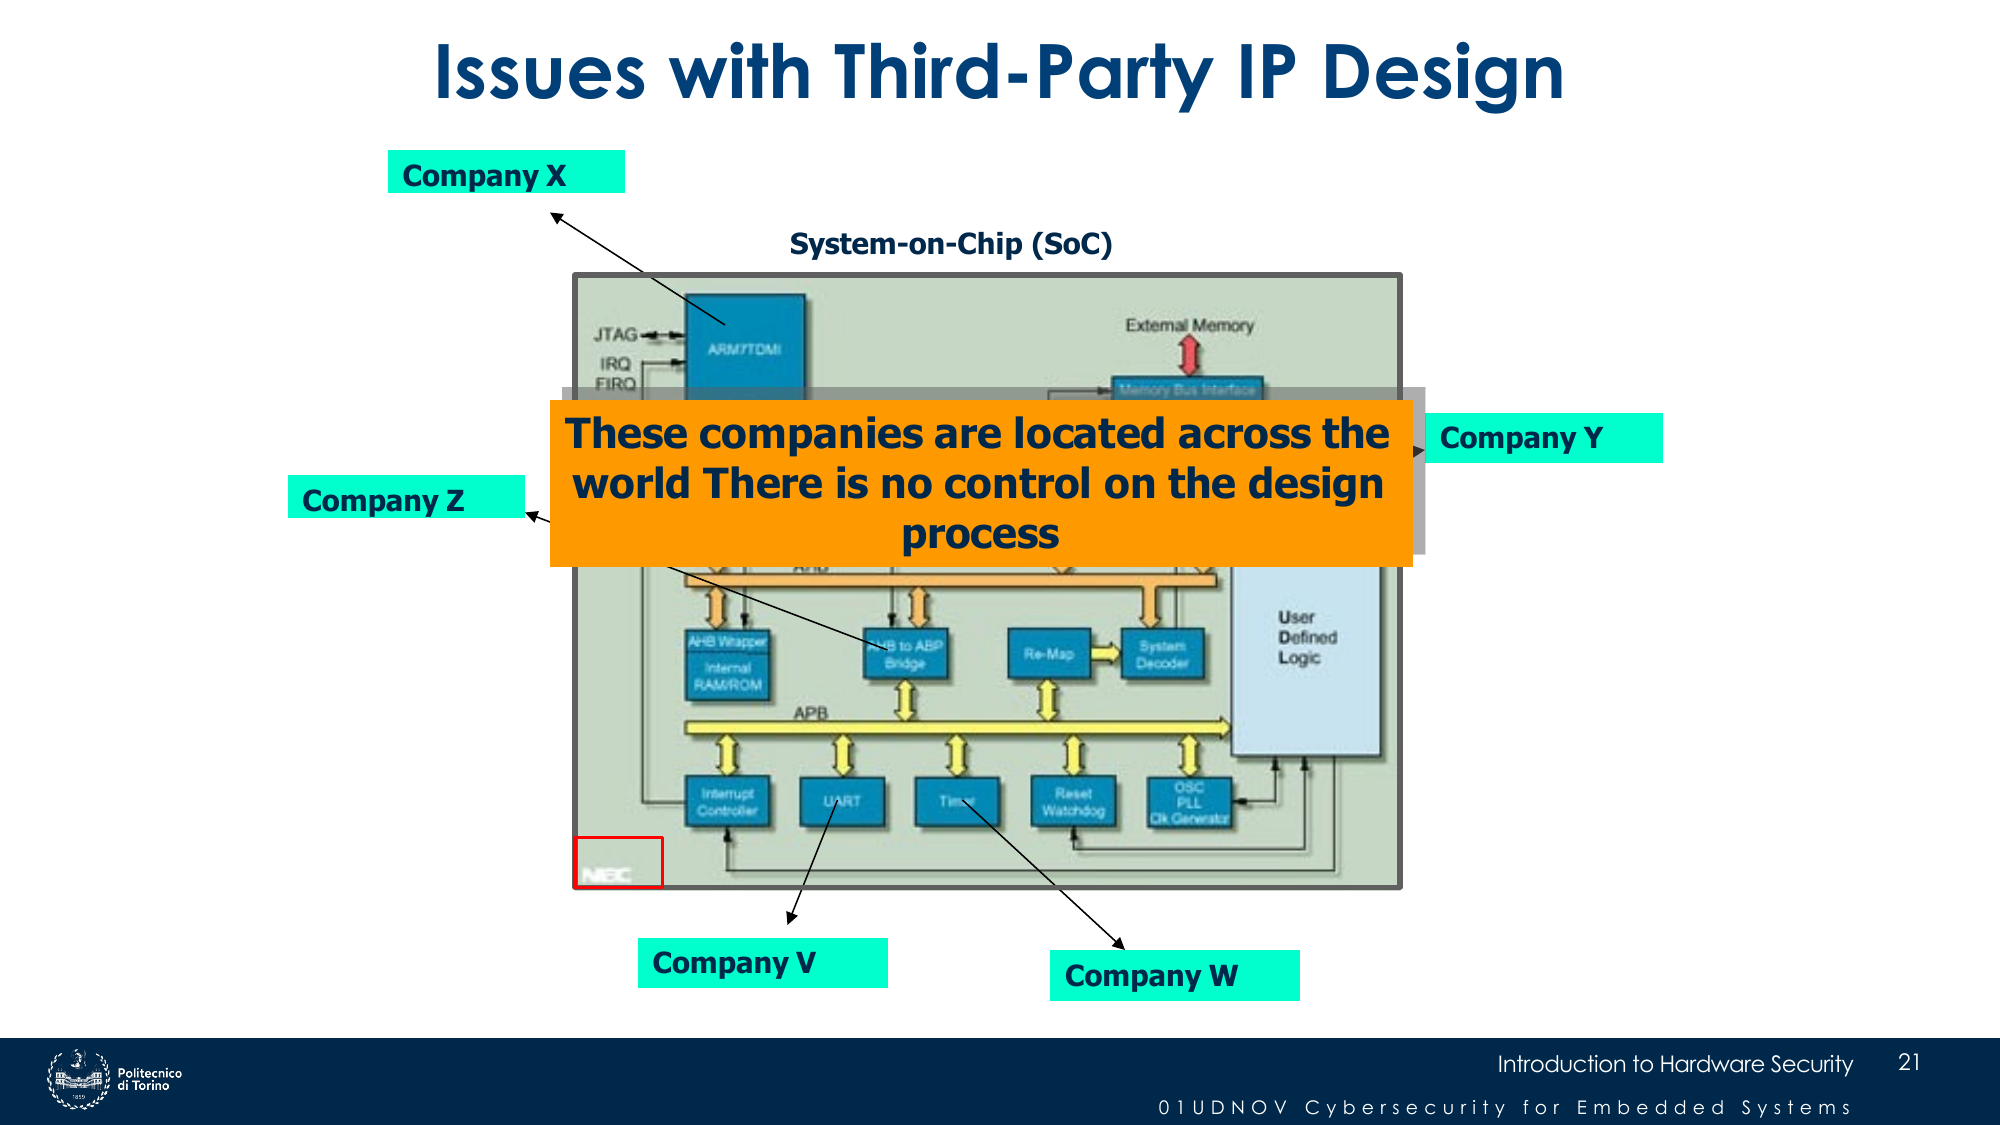 Issues with Third-Party IP Design
Company X
System-on-Chip (SoC)
JTAG
ARM7TDMI
External Memory
IRQ
FIRQ
Memory Bus Interface
These companies are located across the
world There is no control on the design
process
Company Y
Company Z
AHB Wrapper
Internal
RAM/ROM
AHB to ABP
Bridge
Re-Map
System
Decoder
User
Defined
Logic
APB
Interrupt
Controller
UART
Timer
Reset
Watchdog
OSC
PLL
Clk Generator
NEC
Company V
Company W
Politecnico
di Torino
1859
Introduction to Hardware Security
21
01UDNOV Cybersecurity for Embedded Systems